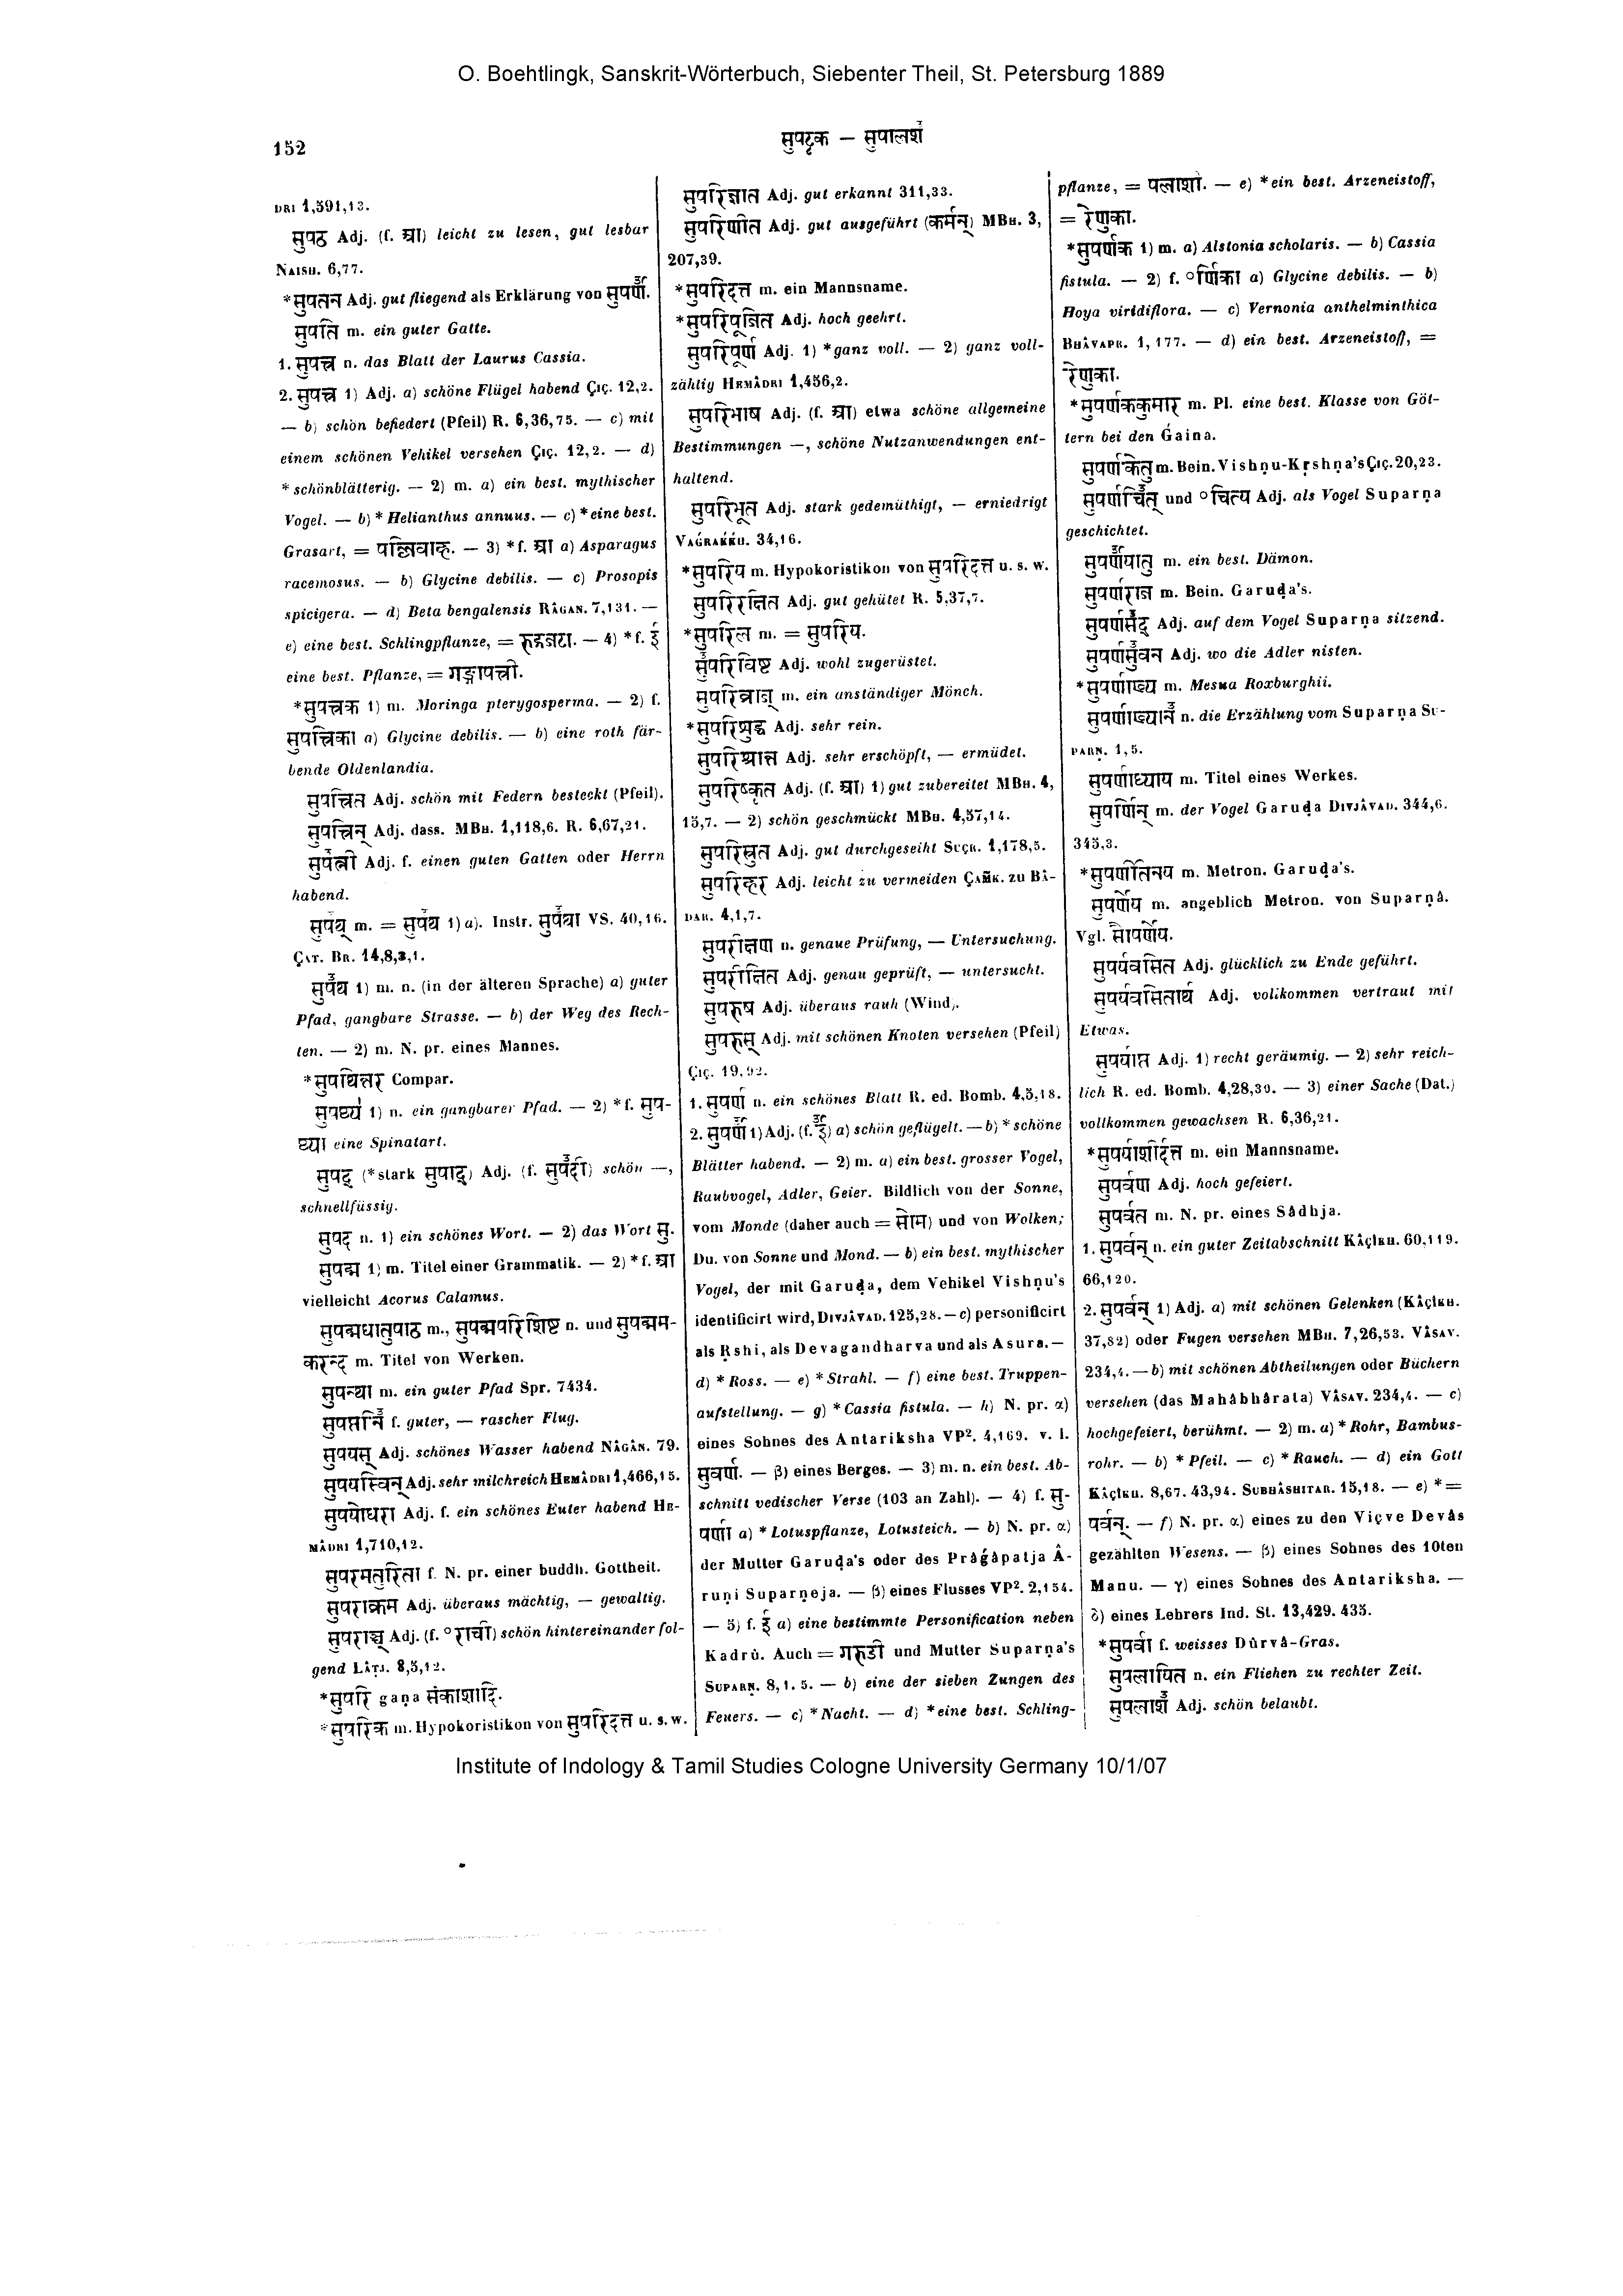 O. Boehtlingk, Sanskrit-Wörterbuch, Siebenter Theil, St. Petersburg 1889
152
सुपट्टक — सुपालशं
DRI 1,591,13.
सुपठ Adj. (f. आ) leicht zu lesen, gut lesbar
NAISH. 6,77.
*सुपतन Adj. gut fliegend als Erklärung von सुपर्ण.
सुपति m. ein guter Gatte.
1. सुपत्त्र n. das Blatt der Laurus Cassia.
2. सुपत्त्र 1) Adj. a) schöne Flügel habend ÇIÇ. 12,2.
— b) schön befiedert (Pfeil) R. 6,36,75. — c) mit
einem schönen Vehikel versehen ÇIÇ. 12,2. — d)
*schönblätterig. — 2) m. a) ein best. mythischer
Vogel. — b) *Helianthus annuus. — c) *eine best.
Grasart, = पल्लिवाह. — 3) *f. आ a) Asparagus
racemosus. — b) Glycine debilis. — c) Prosopis
spicigera. — d) Beta bengalensis RÂGAN. 7,131. —
e) eine best. Schlingpflanze, = रुद्रजटा. — 4) *f. ई
eine best. Pflanze, = गङ्गापत्त्री.
*सुपत्त्रक 1) m. Moringa pterygosperma. — 2) f.
सुपत्त्रिका a) Glycine debilis. — b) eine roth fär-
bende Oldenlandia.
सुपत्त्रित Adj. schön mit Federn besteckt (Pfeil).
सुपत्त्रिन् Adj. dass. MBH. 1,118,6. R. 6,67,21.
सुपत्नी Adj. f. einen guten Gatten oder Herrn
habend.
सुपथ् m. = सुपथ 1) a). Instr. सुपथा VS. 40,16.
ÇAT. BR. 14,8,3,1.
सुपथ 1) m. n. (in der älteren Sprache) a) guter
Pfad, gangbare Strasse. — b) der Weg des Rech-
ten. — 2) m. N. pr. eines Mannes.
*सुपथिन्तर Compar.
सुपथ्य 1) n. ein gangbarer Pfad. — 2) *f. सुप-
थ्या eine Spinatart.
सुपद् (*stark सुपाद्) Adj. (f. सुपदी) schön —,
schnellfüssig.
सुपद n. 1) ein schönes Wort. — 2) das Wort सु.
सुपद्म 1) m. Titel einer Grammatik. — 2) *f. आ
vielleicht Acorus Calamus.
सुपद्मधातुपाठ m., सुपद्मपरिशिष्ट n. und सुपद्मम-
करन्द m. Titel von Werken.
सुपन्था m. ein guter Pfad Spr. 7434.
सुपप्तनि f. guter, — rascher Flug.
सुपयस् Adj. schönes Wasser habend NÂGÂN. 79.
सुपयस्विन् Adj. sehr milchreich HEMÂDRI 1,466,15.
सुपयोधरा Adj. f. ein schönes Euter habend HE-
MÂDRI 1,710,12.
सुपरमतुरिता f. N. pr. einer buddh. Gottheit.
सुपराक्रम Adj. überaus mächtig, — gewaltig.
सुपराञ्च् Adj. (f. °राची) schön hintereinander fol-
gend LÂṬJ. 8,5,12.
*सुपरि gaṇa संकाशादि.
*सुपरिक m. Hypokoristikon von सुपरिदत्त u. s. w.
सुपरिज्ञात Adj. gut erkannt 311,33.
सुपरिणीत Adj. gut ausgeführt (कर्मन्) MBH. 3,
207,39.
*सुपरिदत्त m. ein Mannsname.
*सुपरिपूजित Adj. hoch geehrt.
सुपरिपूर्ण Adj. 1) *ganz voll. — 2) ganz voll-
zählig HEMÂDRI 1,456,2.
सुपरिभाष Adj. (f. आ) etwa schöne allgemeine
Bestimmungen —, schöne Nutzanwendungen ent-
haltend.
सुपरिभूत Adj. stark gedemüthigt, — erniedrigt
VAGRAKKH. 34,16.
*सुपरिय m. Hypokoristikon von सुपरिदत्त u. s. w.
सुपरिरक्षित Adj. gut gehütet R. 5,37,7.
*सुपरिल m. = सुपरिय.
सुपरिविष्ट Adj. wohl zugerüstet.
सुपरिव्राज् m. ein anständiger Mönch.
*सुपरिशुद्ध Adj. sehr rein.
सुपरिश्रान्त Adj. sehr erschöpft, — ermüdet.
सुपरिष्कृत Adj. (f. आ) 1) gut zubereitet MBH. 4,
15,7. — 2) schön geschmückt MBH. 4,57,14.
सुपरिस्रुत Adj. gut durchgeseiht SUÇR. 1,178,5.
सुपरिहर Adj. leicht zu vermeiden ÇAṂK. zu BÂ-
DAR. 4,1,7.
सुपरीक्षण n. genaue Prüfung, — Untersuchung.
सुपरीक्षित Adj. genau geprüft, — untersucht.
सुपरुष Adj. überaus rauh (Wind).
सुपरुस् Adj. mit schönen Knoten versehen (Pfeil)
ÇIÇ. 19,92.
1. सुपर्ण n. ein schönes Blatt R. ed. Bomb. 4,3,18.
2. सुपर्ण 1) Adj. (f. ई) a) schön geflügelt. — b) *schöne
Blätter habend. — 2) m. a) ein best. grosser Vogel,
Raubvogel, Adler, Geier. Bildlich von der Sonne,
vom Monde (daher auch = सोम) und von Wolken;
Du. von Sonne und Mond. — b) ein best. mythischer
Vogel, der mit Garuḍa, dem Vehikel Vishṇu's
identificirt wird, DIVJÂVAD. 125,28. — c) personificirt
als Ṛshi, als Devagandharva und als Asura. —
d) *Ross. — e) *Strahl. — f) eine best. Truppen-
aufstellung. — g) *Cassia fistula. — h) N. pr. α)
eines Sohnes des Antariksha VP². 4,169. v. l.
सुवर्ण. — β) eines Berges. — 3) m. n. ein best. Ab-
schnitt vedischer Verse (103 an Zahl). — 4) f. सु-
पर्णा a) *Lotuspflanze, Lotusteich. — b) N. pr. α)
der Mutter Garuḍa's oder des Prâgâpatja Â-
ruṇi Suparṇeja. — β) eines Flusses VP². 2,154.
— 5) f. ई a) eine bestimmte Personification neben
Kadrû. Auch = गरुडी und Mutter Suparṇa's
SUPARṆ. 8,1. 5. — b) eine der sieben Zungen des
Feuers. — c) *Nacht. — d) *eine best. Schling-
pflanze, = पलाशी. — e) *ein best. Arzeneistoff,
= रेणुका.
*सुपर्णक 1) m. a) Alstonia scholaris. — b) Cassia
fistula. — 2) f. °र्णिका a) Glycine debilis. — b)
Hoya viridiflora. — c) Vernonia anthelminthica
BHÂVAPR. 1,177. — d) ein best. Arzeneistoff, =
रेणुका.
*सुपर्णकुमार m. Pl. eine best. Klasse von Göt-
tern bei den Gaina.
सुपर्णकेतु m. Bein. Vishṇu-Kṛshṇa's ÇIÇ. 20,23.
सुपर्णचित् und °चित्य Adj. als Vogel Suparṇa
geschichtet.
सुपर्णयातु m. ein best. Dämon.
सुपर्णराज m. Bein. Garuḍa's.
सुपर्णसद् Adj. auf dem Vogel Suparṇa sitzend.
सुपर्णसुवन Adj. wo die Adler nisten.
*सुपर्णाख्य m. Mesua Roxburghii.
सुपर्णाख्यान n. die Erzählung vom Suparṇa SU-
PARṆ. 1,5.
सुपर्णाध्याय m. Titel eines Werkes.
सुपर्णिन् m. der Vogel Garuḍa DIVJÂVAD. 344,6.
345,3.
*सुपर्णीतनय m. Metron. Garuḍa's.
सुपर्णेय m. angeblich Metron. von Suparṇâ.
Vgl. सौपर्णेय.
सुपर्यवसित Adj. glücklich zu Ende geführt.
सुपर्यवसितार्थ Adj. vollkommen vertraut mit
Etwas.
सुपर्याप्त Adj. 1) recht geräumig. — 2) sehr reich-
lich R. ed. Bomb. 4,28,30. — 3) einer Sache (Dat.)
vollkommen gewachsen R. 6,36,21.
*सुपर्याशीर्दत्त m. ein Mannsname.
सुपर्वण Adj. hoch gefeiert.
सुपर्वत m. N. pr. eines Sâdhja.
1. सुपर्वन् n. ein guter Zeitabschnitt KÂÇÎKH. 60,119.
66,120.
2. सुपर्वन् 1) Adj. a) mit schönen Gelenken (KÂÇÎKH.
37,82) oder Fugen versehen MBH. 7,26,53. VÂSAV.
234,4. — b) mit schönen Abtheilungen oder Büchern
versehen (das Mahâbhârata) VÂSAV. 234,4. — c)
hochgefeiert, berühmt. — 2) m. a) *Rohr, Bambus-
rohr. — b) *Pfeil. — c) *Rauch. — d) ein Gott
KÂÇÎKH. 8,67. 43,94. SUBHÂSHITAR. 15,18. — e) * =
पर्वन्. — f) N. pr. α) eines zu den Viçve Devâs
gezählten Wesens. — β) eines Sohnes des 10ten
Manu. — γ) eines Sohnes des Antariksha. —
δ) eines Lehrers Ind. St. 13,429. 435.
*सुपर्वा f. weisses Dûrvâ-Gras.
सुपलायित n. ein Fliehen zu rechter Zeit.
सुपलाश Adj. schön belaubt.
Institute of Indology & Tamil Studies Cologne University Germany 10/1/07